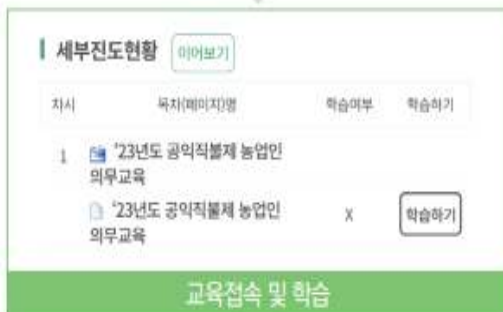 세부진도현황 이어보기
차시 목차(페이지)명 학습여부 학습하기
1 '23년도 공익직불제 농업인
의무교육
'23년도 공익직불제 농업인 X 학습하기
의무교육
교육접속 및 학습